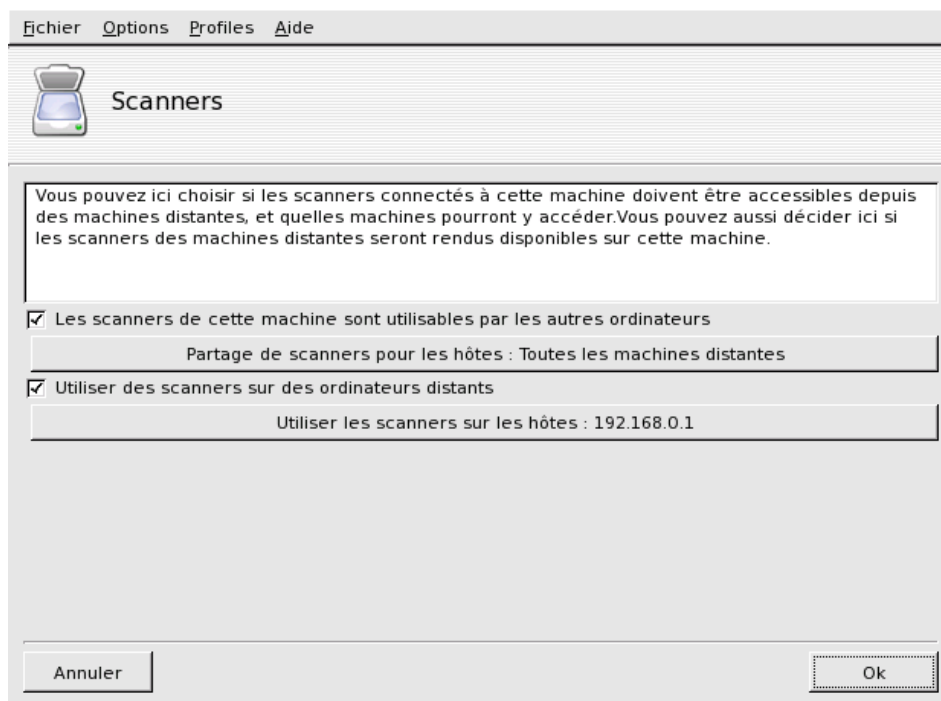 Fichier Options Profiles Aide
Scanners
Vous pouvez ici choisir si les scanners connectés à cette machine doivent être accessibles depuis
des machines distantes, et quelles machines pourront y accéder.Vous pouvez aussi décider ici si
les scanners des machines distantes seront rendus disponibles sur cette machine.
Les scanners de cette machine sont utilisables par les autres ordinateurs
Partage de scanners pour les hôtes : Toutes les machines distantes
Utiliser des scanners sur des ordinateurs distants
Utiliser les scanners sur les hôtes : 192.168.0.1
Annuler
Ok